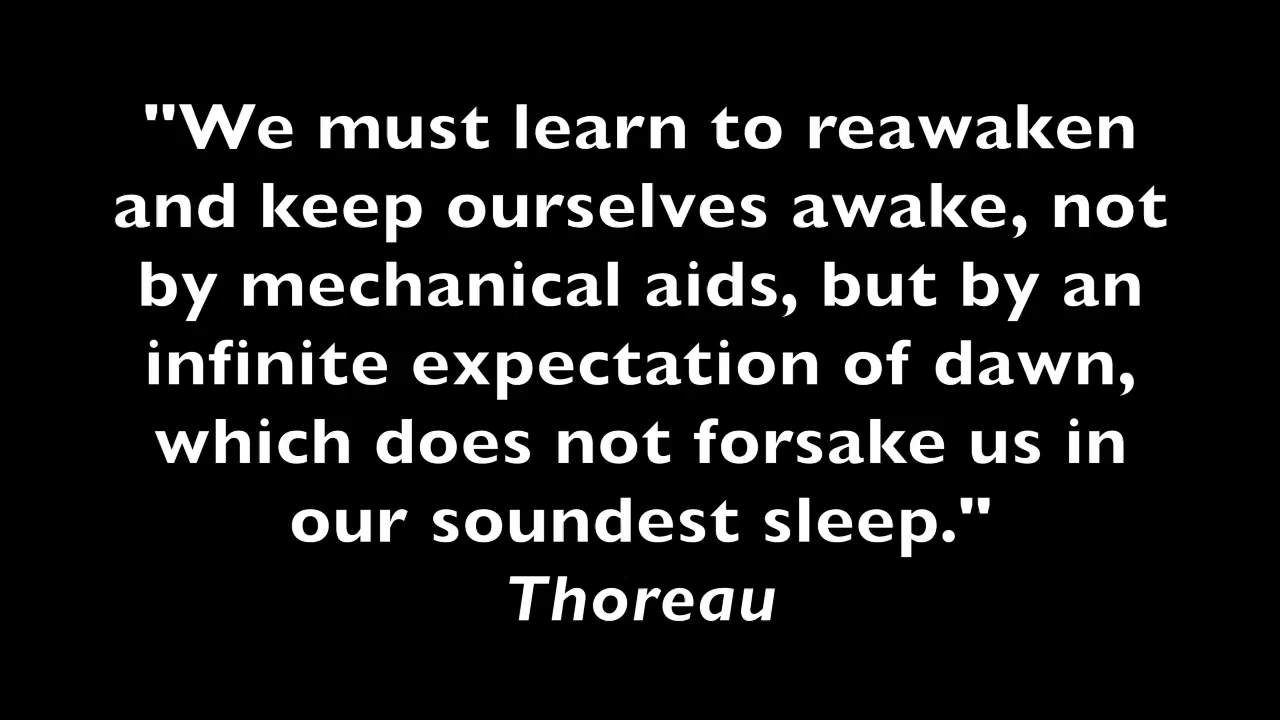 "We must learn to reawaken
and keep ourselves awake, not
by mechanical aids, but by an
infinite expectation of dawn,
which does not forsake us in
our soundest sleep."
Thoreau